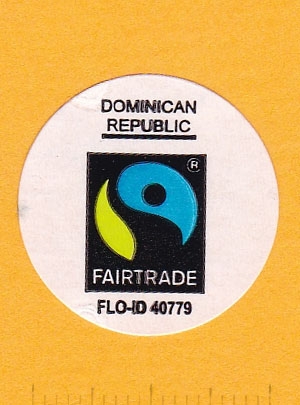 DOMINICAN
REPUBLIC
®
FAIRTRADE
FLO-ID 40779